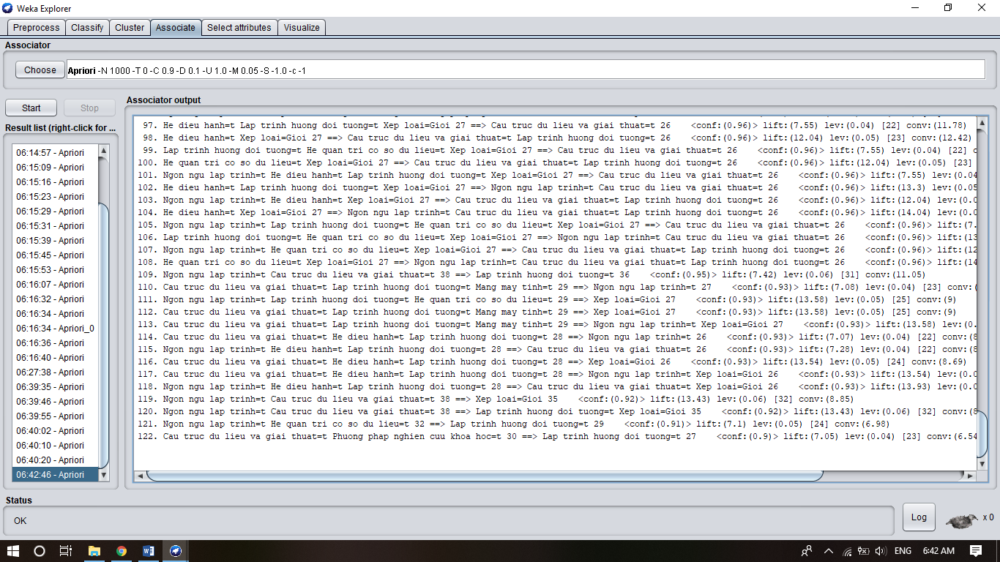 Weka Explorer
Preprocess Classify Cluster Associate Select attributes Visualize
Associator
Choose Apriori -N 1000 -T 0 -C 0.9 -D 0.1 -U 1.0 -M 0.05 -S -1.0 -c -1
Start Stop
Result list (right-click for ...
06:14:57 - Apriori
06:15:09 - Apriori
06:15:16 - Apriori
06:15:23 - Apriori
06:15:29 - Apriori
06:15:31 - Apriori
06:15:39 - Apriori
06:15:45 - Apriori
06:15:53 - Apriori
06:16:07 - Apriori
06:16:32 - Apriori
06:16:34 - Apriori
06:16:34 - Apriori_0
06:16:36 - Apriori
06:16:40 - Apriori
06:27:38 - Apriori
06:39:35 - Apriori
06:39:46 - Apriori
06:39:55 - Apriori
06:40:02 - Apriori
06:40:10 - Apriori
06:40:20 - Apriori
06:42:46 - Apriori
Associator output
97. He dieu hanh=t Lap trinh huong doi tuong=t Xep loai=Gioi 27 ==> Cau truc du lieu va giai thuat=t 26 <conf:(0.96)> lift:(7.55) lev:(0.04) [22] conv:(11.78)
98. He dieu hanh=t Xep loai=Gioi 27 ==> Cau truc du lieu va giai thuat=t Lap trinh huong doi tuong=t 26 <conf:(0.96)> lift:(12.04) lev:(0.05) [23] conv:(12.42)
99. Lap trinh huong doi tuong=t He quan tri co so du lieu=t Xep loai=Gioi 27 ==> Cau truc du lieu va giai thuat=t 26 <conf:(0.96)> lift:(7.55) lev:(0.04) [22] c
100. He quan tri co so du lieu=t Xep loai=Gioi 27 ==> Cau truc du lieu va giai thuat=t Lap trinh huong doi tuong=t 26 <conf:(0.96)> lift:(12.04) lev:(0.05) [23]
101. Ngon ngu lap trinh=t He dieu hanh=t Lap trinh huong doi tuong=t Xep loai=Gioi 27 ==> Cau truc du lieu va giai thuat=t 26 <conf:(0.96)> lift:(7.55) lev:(0.04
102. He dieu hanh=t Lap trinh huong doi tuong=t Xep loai=Gioi 27 ==> Ngon ngu lap trinh=t Cau truc du lieu va giai thuat=t 26 <conf:(0.96)> lift:(13.3) lev:(0.05
103. Ngon ngu lap trinh=t He dieu hanh=t Xep loai=Gioi 27 ==> Cau truc du lieu va giai thuat=t Lap trinh huong doi tuong=t 26 <conf:(0.96)> lift:(12.04) lev:(0.0
104. He dieu hanh=t Xep loai=Gioi 27 ==> Ngon ngu lap trinh=t Cau truc du lieu va giai thuat=t Lap trinh huong doi tuong=t 26 <conf:(0.96)> lift:(14.04) lev:(0.0
105. Ngon ngu lap trinh=t Lap trinh huong doi tuong=t He quan tri co so du lieu=t Xep loai=Gioi 27 ==> Cau truc du lieu va giai thuat=t 26 <conf:(0.96)> lift:(7.
106. Lap trinh huong doi tuong=t He quan tri co so du lieu=t Xep loai=Gioi 27 ==> Ngon ngu lap trinh=t Cau truc du lieu va giai thuat=t 26 <conf:(0.96)> lift:(13
107. Ngon ngu lap trinh=t He quan tri co so du lieu=t Xep loai=Gioi 27 ==> Cau truc du lieu va giai thuat=t Lap trinh huong doi tuong=t 26 <conf:(0.96)> lift:(12
108. He quan tri co so du lieu=t Xep loai=Gioi 27 ==> Ngon ngu lap trinh=t Cau truc du lieu va giai thuat=t Lap trinh huong doi tuong=t 26 <conf:(0.96)> lift:(14
109. Ngon ngu lap trinh=t Cau truc du lieu va giai thuat=t 38 ==> Lap trinh huong doi tuong=t 36 <conf:(0.95)> lift:(7.42) lev:(0.06) [31] conv:(11.05)
110. Cau truc du lieu va giai thuat=t Lap trinh huong doi tuong=t Mang may tinh=t 29 ==> Ngon ngu lap trinh=t 27 <conf:(0.93)> lift:(7.08) lev:(0.04) [23] conv:(
111. Ngon ngu lap trinh=t Lap trinh huong doi tuong=t He quan tri co so du lieu=t 29 ==> Xep loai=Gioi 27 <conf:(0.93)> lift:(13.58) lev:(0.05) [25] conv:(9)
112. Cau truc du lieu va giai thuat=t Lap trinh huong doi tuong=t Mang may tinh=t 29 ==> Xep loai=Gioi 27 <conf:(0.93)> lift:(13.58) lev:(0.05) [25] conv:(9)
113. Cau truc du lieu va giai thuat=t Lap trinh huong doi tuong=t Mang may tinh=t 29 ==> Ngon ngu lap trinh=t Xep loai=Gioi 27 <conf:(0.93)> lift:(13.58) lev:(0.
114. Cau truc du lieu va giai thuat=t He dieu hanh=t Lap trinh huong doi tuong=t 28 ==> Ngon ngu lap trinh=t 26 <conf:(0.93)> lift:(7.07) lev:(0.04) [22] conv:(8
115. Ngon ngu lap trinh=t He dieu hanh=t Lap trinh huong doi tuong=t 28 ==> Cau truc du lieu va giai thuat=t 26 <conf:(0.93)> lift:(7.28) lev:(0.04) [22] conv:(8
116. Cau truc du lieu va giai thuat=t He dieu hanh=t Lap trinh huong doi tuong=t 28 ==> Xep loai=Gioi 26 <conf:(0.93)> lift:(13.54) lev:(0.05) [24] conv:(8.69)
117. Cau truc du lieu va giai thuat=t He dieu hanh=t Lap trinh huong doi tuong=t 28 ==> Ngon ngu lap trinh=t Xep loai=Gioi 26 <conf:(0.93)> lift:(13.54) lev:(0.0
118. Ngon ngu lap trinh=t He dieu hanh=t Lap trinh huong doi tuong=t 28 ==> Cau truc du lieu va giai thuat=t Xep loai=Gioi 26 <conf:(0.93)> lift:(13.93) lev:(0.0
119. Ngon ngu lap trinh=t Cau truc du lieu va giai thuat=t 38 ==> Xep loai=Gioi 35 <conf:(0.92)> lift:(13.43) lev:(0.06) [32] conv:(8.85)
120. Ngon ngu lap trinh=t Cau truc du lieu va giai thuat=t 38 ==> Lap trinh huong doi tuong=t Xep loai=Gioi 35 <conf:(0.92)> lift:(13.43) lev:(0.06) [32] conv:(8
121. Ngon ngu lap trinh=t He quan tri co so du lieu=t 32 ==> Lap trinh huong doi tuong=t 29 <conf:(0.91)> lift:(7.1) lev:(0.05) [24] conv:(6.98)
122. Cau truc du lieu va giai thuat=t Phuong phap nghien cuu khoa hoc=t 30 ==> Lap trinh huong doi tuong=t 27 <conf:(0.9)> lift:(7.05) lev:(0.04) [23] conv:(6.54
Status
OK
Log
x 0
ENG
6:42 AM